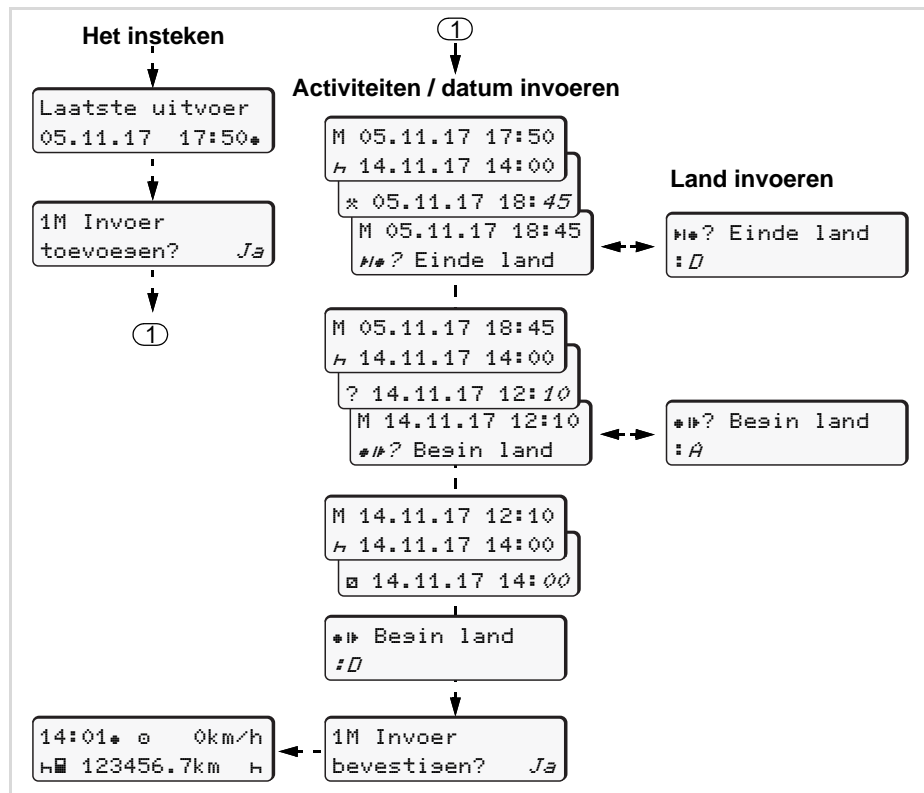 Het insteken
Laatste uitvoer
05.11.17 17:50
1M Invoer
toevoegen? Ja
1
1
Activiteiten / datum invoeren
M 05.11.17 17:50
14.11.17 14:00
05.11.17 18:45
M 05.11.17 18:45
? Einde land
Land invoeren
? Einde land
:D
M 05.11.17 18:45
14.11.17 14:00
? 14.11.17 12:10
M 14.11.17 12:10
? Begin land
? Begin land
:A
M 14.11.17 12:10
14.11.17 14:00
14.11.17 14:00
Begin land
:D
1M Invoer
bevestigen? Ja
14:01 0km/h
123456.7km